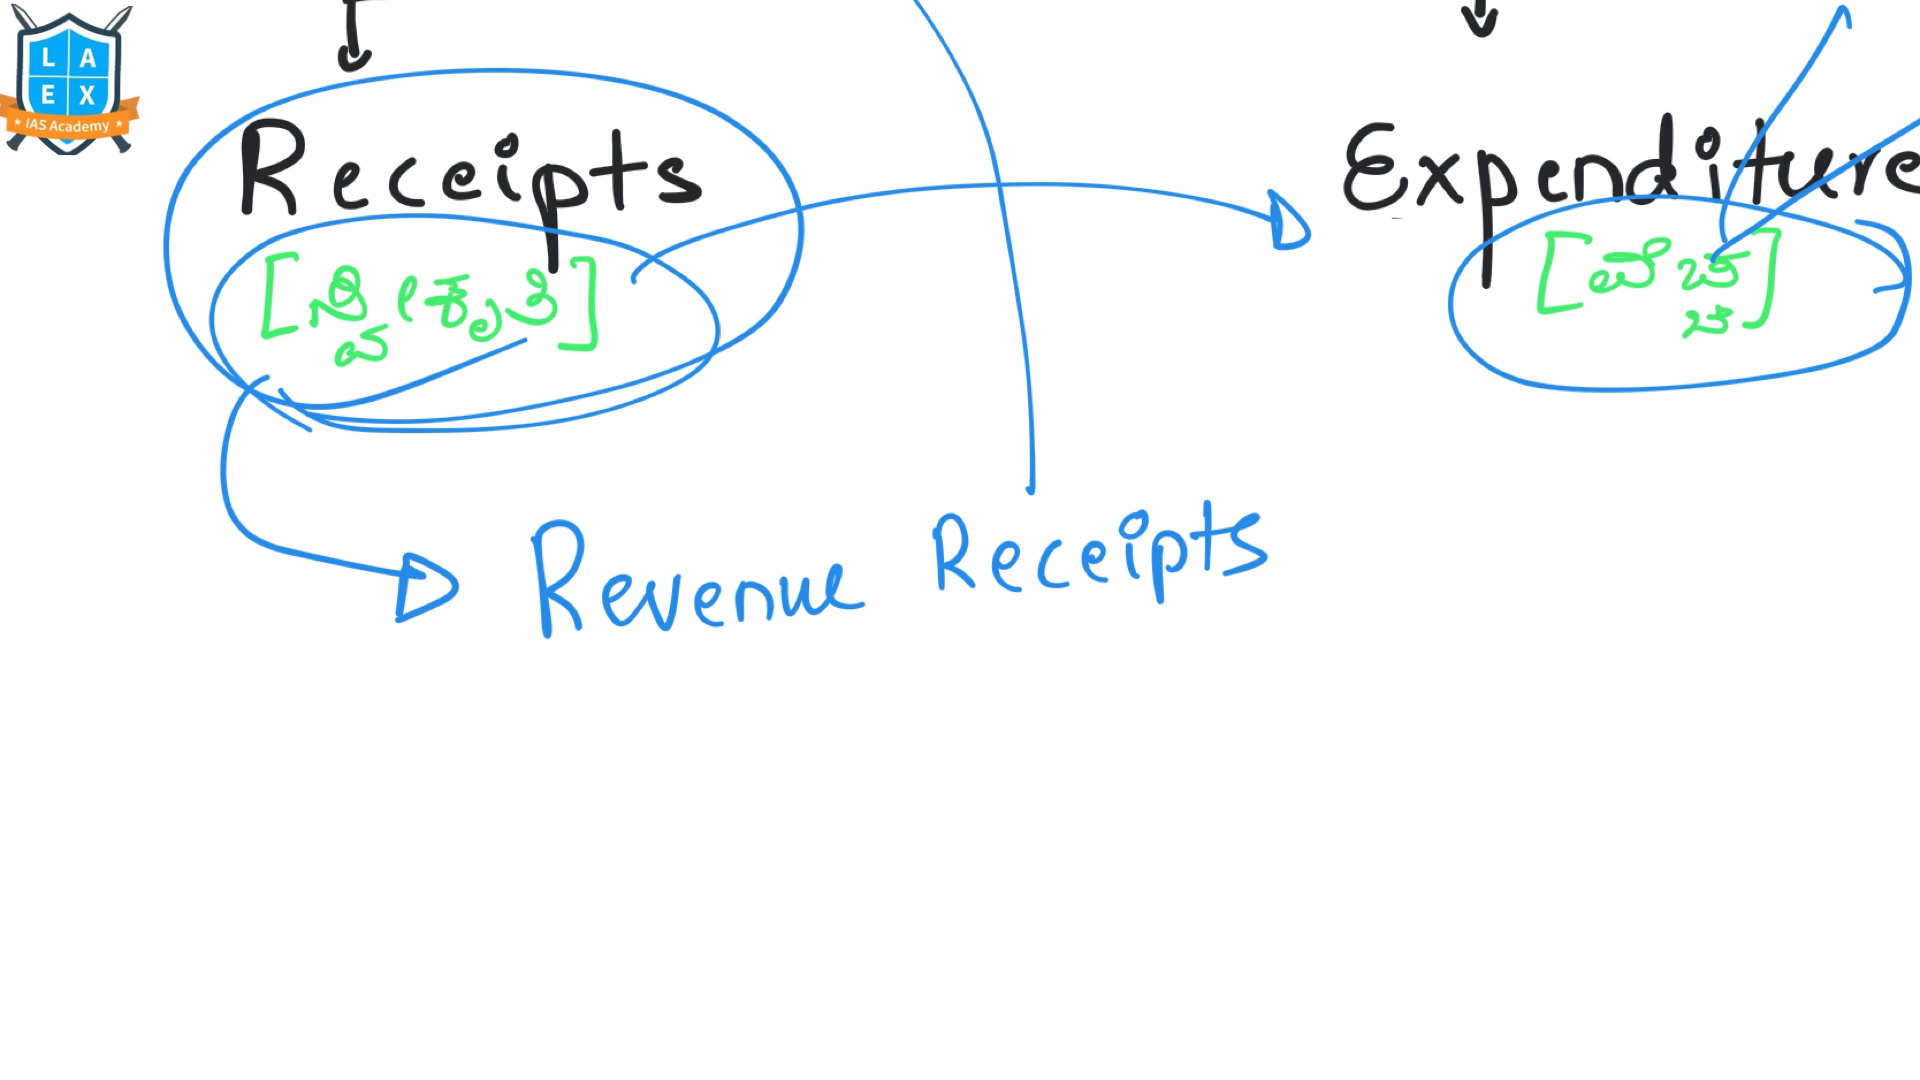 L A
E X
IAS Academy
Receipts
Expenditure
Revenue Receipts